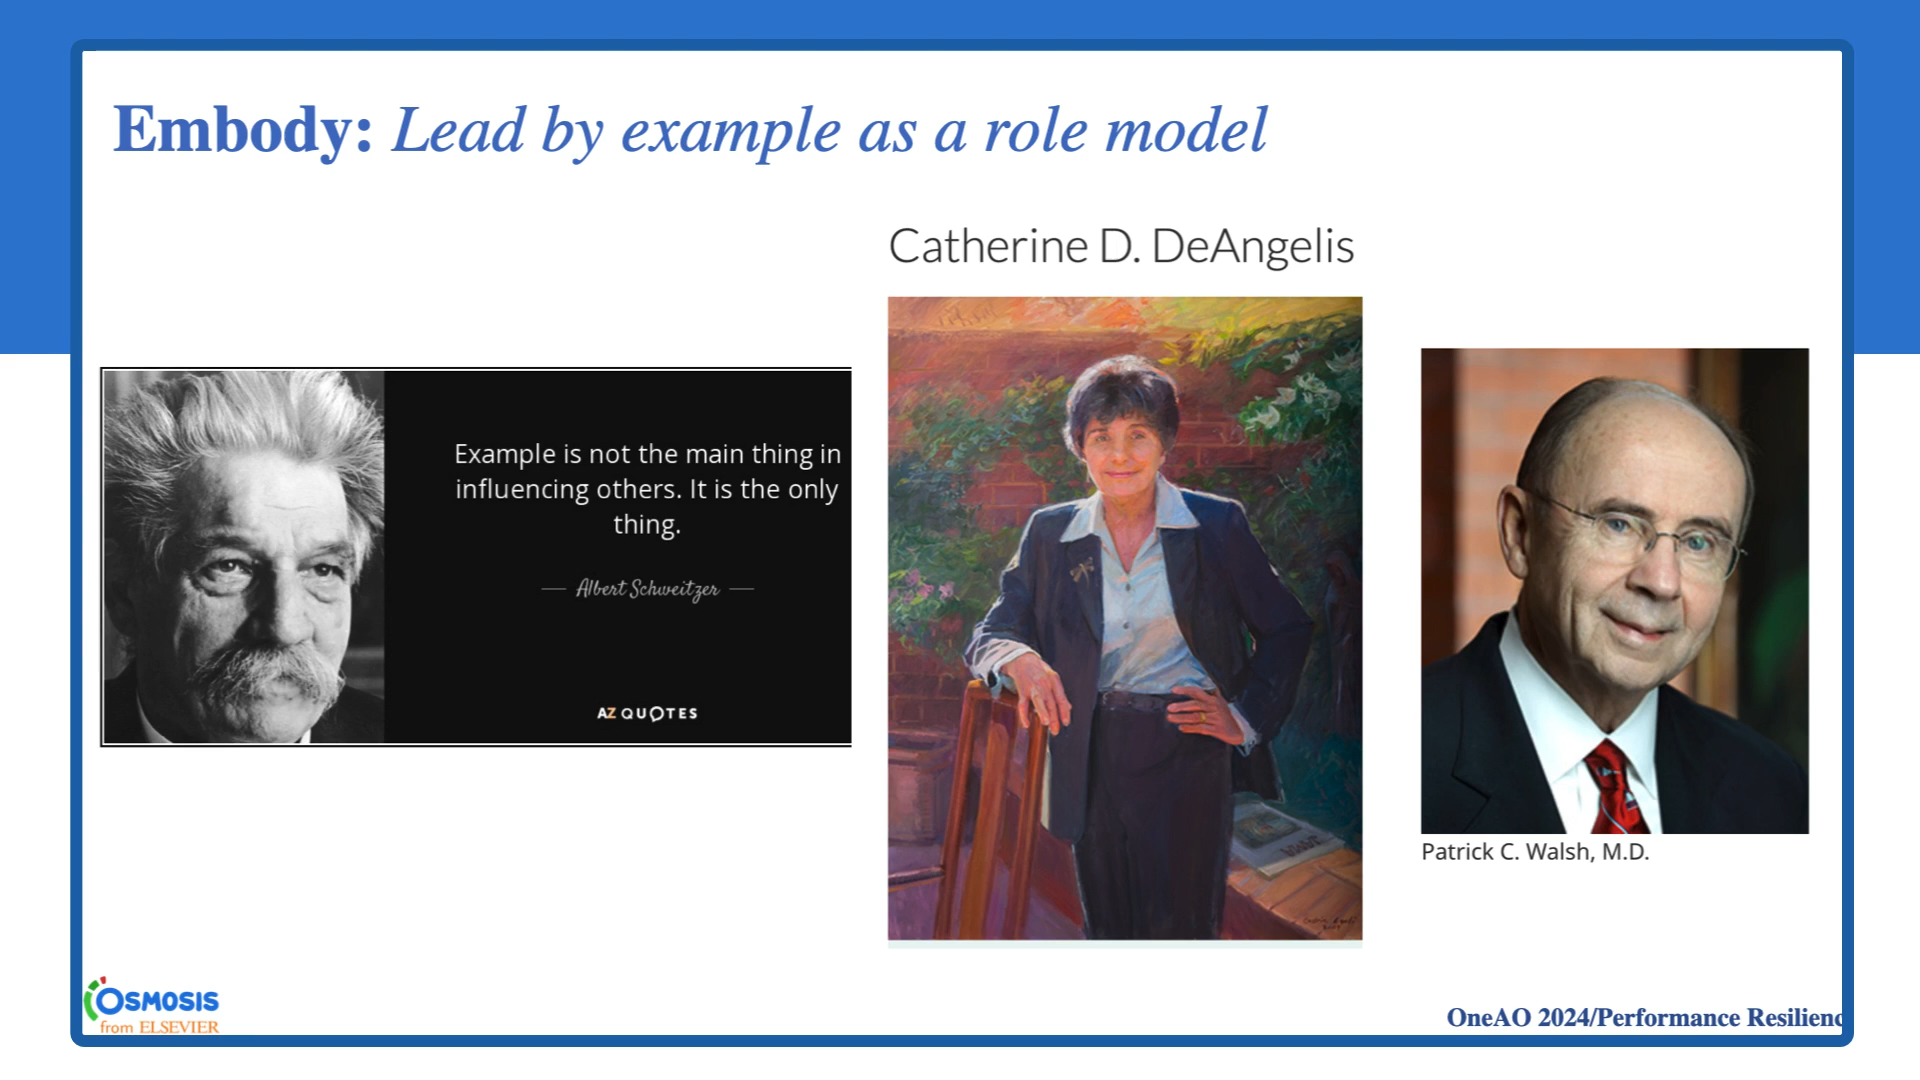 Embody: Lead by example as a role model
Catherine D. DeAngelis
Example is not the main thing in
influencing others. It is the only
thing.
Albert Schweitzer
AZ QUOTES
Patrick C. Walsh, M.D.
OSMOSIS
from ELSEVIER
OneAO 2024/Performance Resilienc